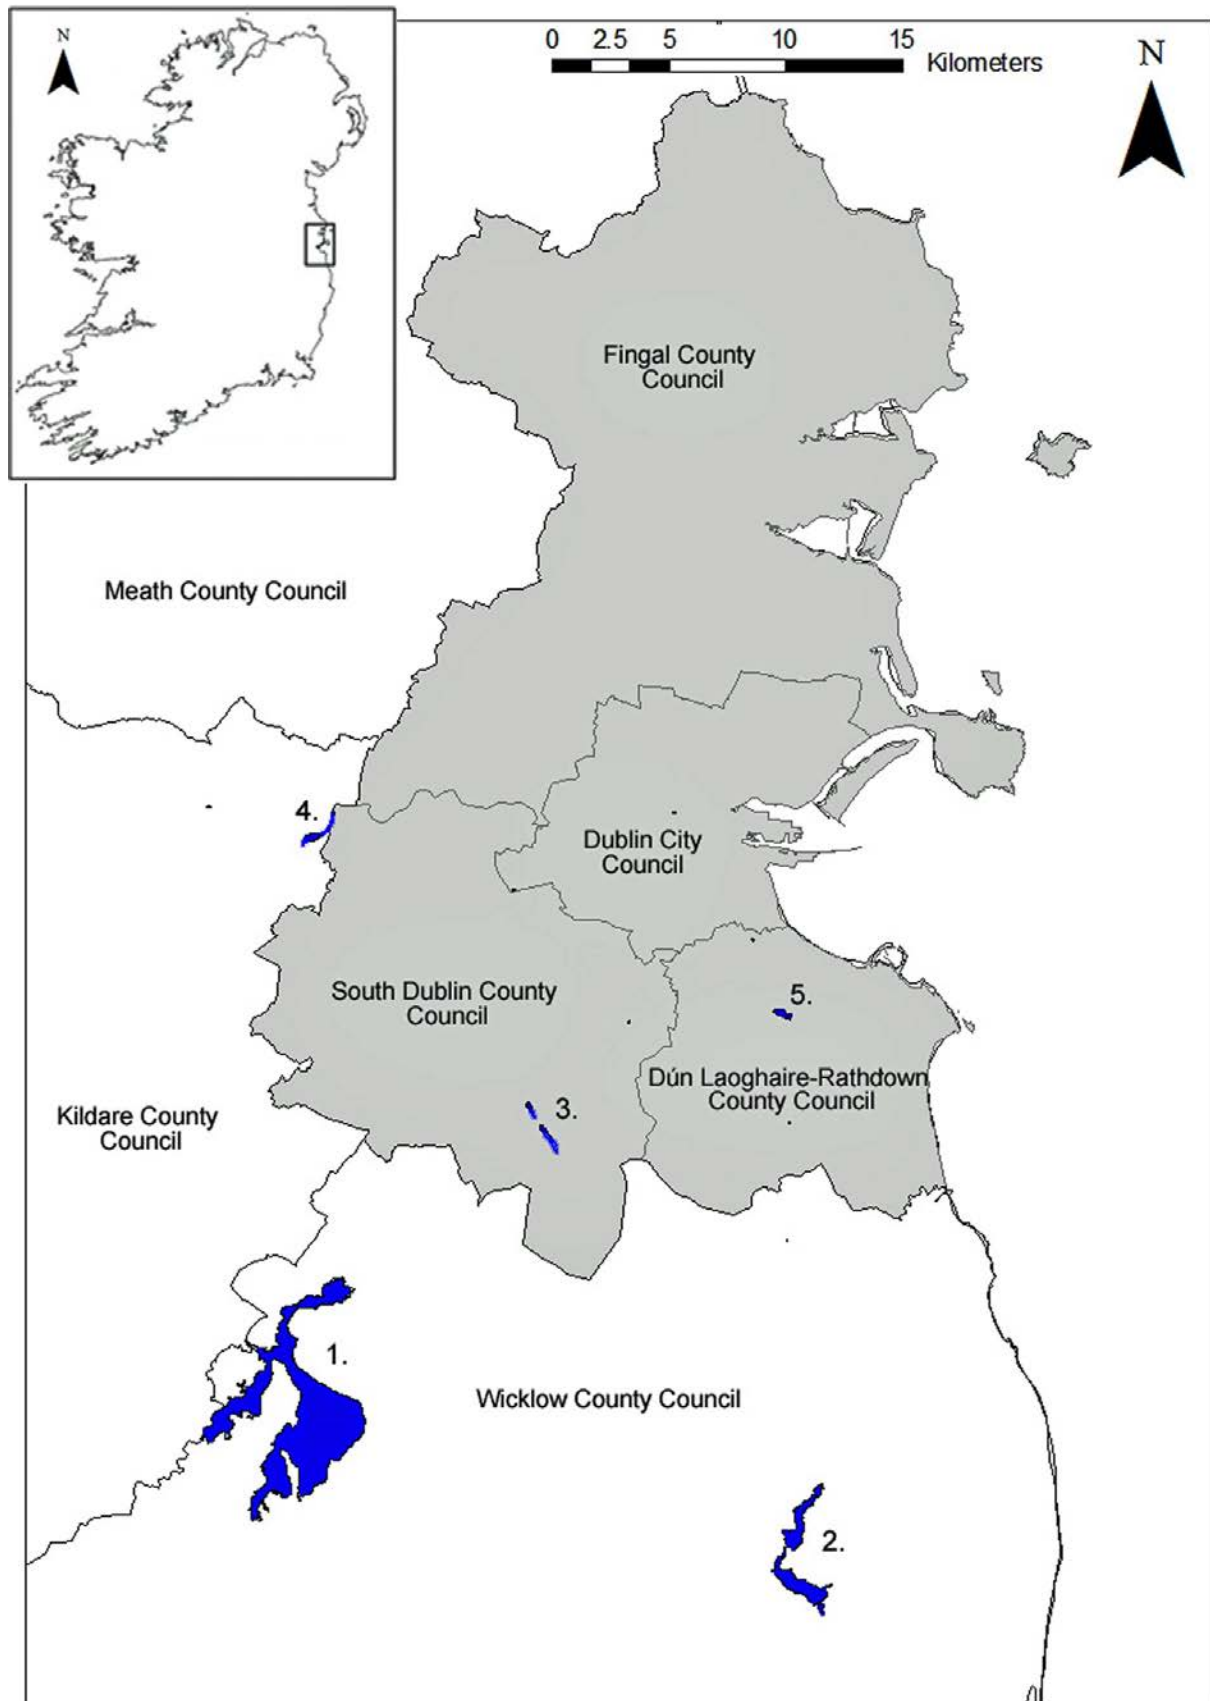 N
0 2.5 5 10 15
Kilometers
N
Fingal County
Council
Meath County Council
4.
Dublin City
Council
South Dublin County
Council
5.
Dún Laoghaire-Rathdown
County Council
3.
Kildare County
Council
1.
Wicklow County Council
2.